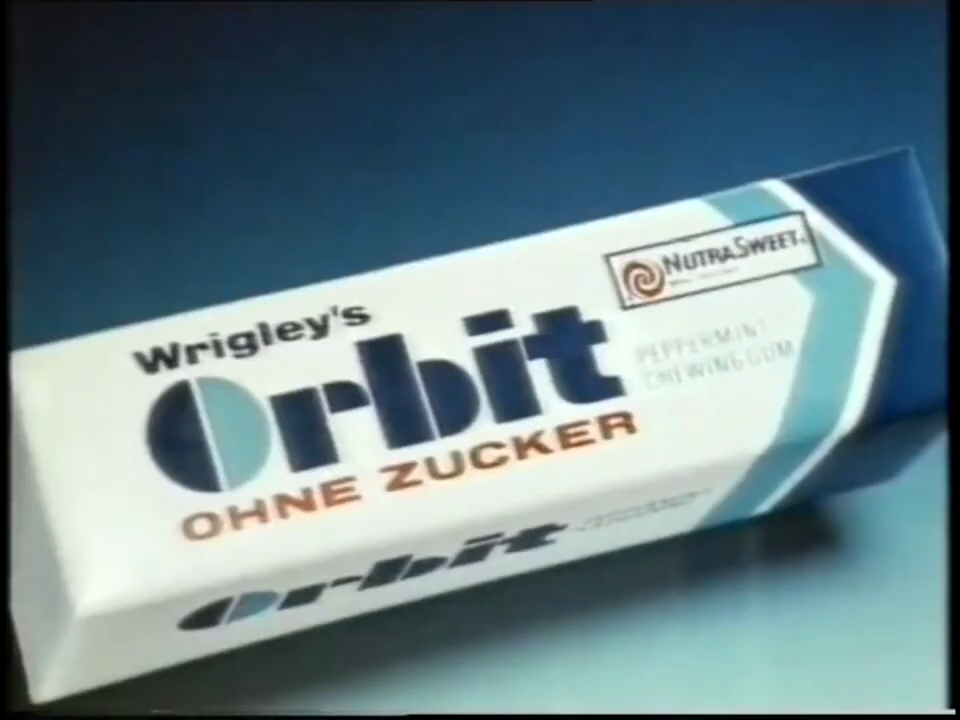 NUTRASWEET
Wrigley's
Orbit
PEPPERMINT
CHEWING GUM
OHNE ZUCKER
Orbit